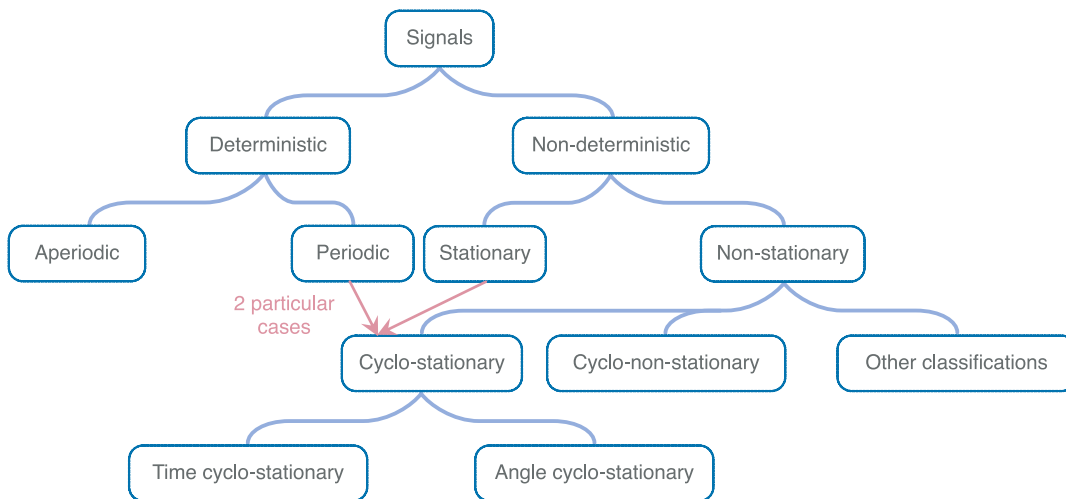 Signals
Deterministic
Non-deterministic
Aperiodic
Periodic
Stationary
Non-stationary
2 particular
cases
Cyclo-stationary
Cyclo-non-stationary
Other classifications
Time cyclo-stationary
Angle cyclo-stationary